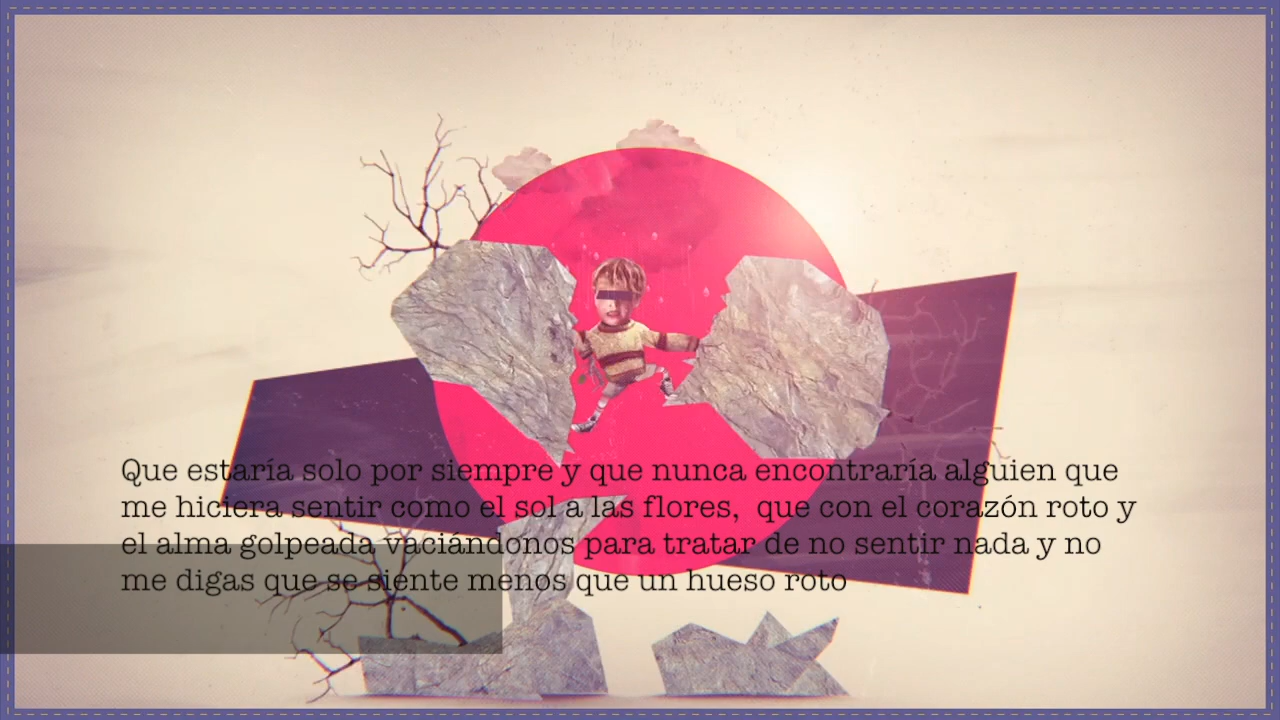 Que estaría solo por siempre y que nunca encontraría alguien que
me hiciera sentir como el sol a las flores,  que con el corazón roto y
el alma golpeada vaciándonos para tratar de no sentir nada y no
me digas que se siente menos que un hueso roto